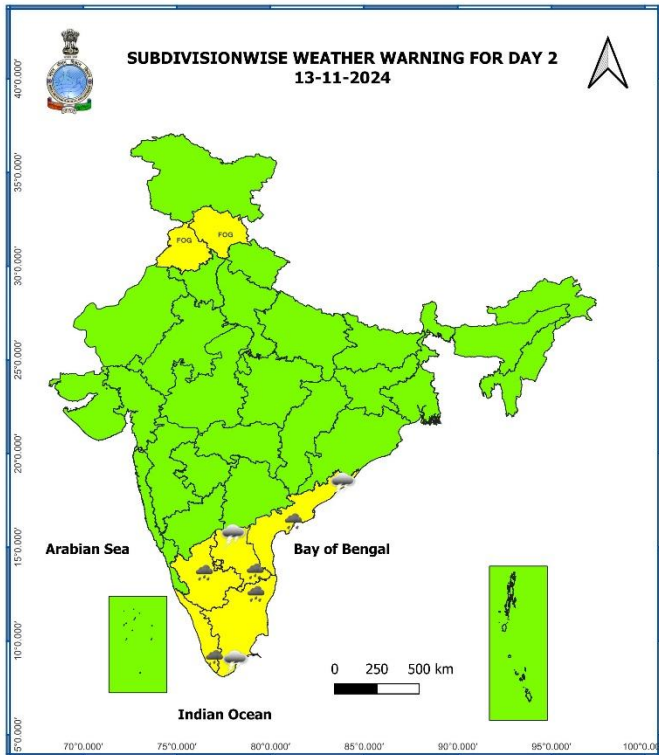 SUBDIVISIONWISE WEATHER WARNING FOR DAY 2
13-11-2024
40°0.000'
35°0.000'
FOG FOG
30°0.000'
25°0.000'
20°0.000'
15°0.000'
Arabian Sea
Bay of Bengal
10°0.000'
0 250 500 km
Indian Ocean
5°0.000'
70°0.000' 75°0.000' 80°0.000' 85°0.000' 90°0.000' 95°0.000' 100°0.0